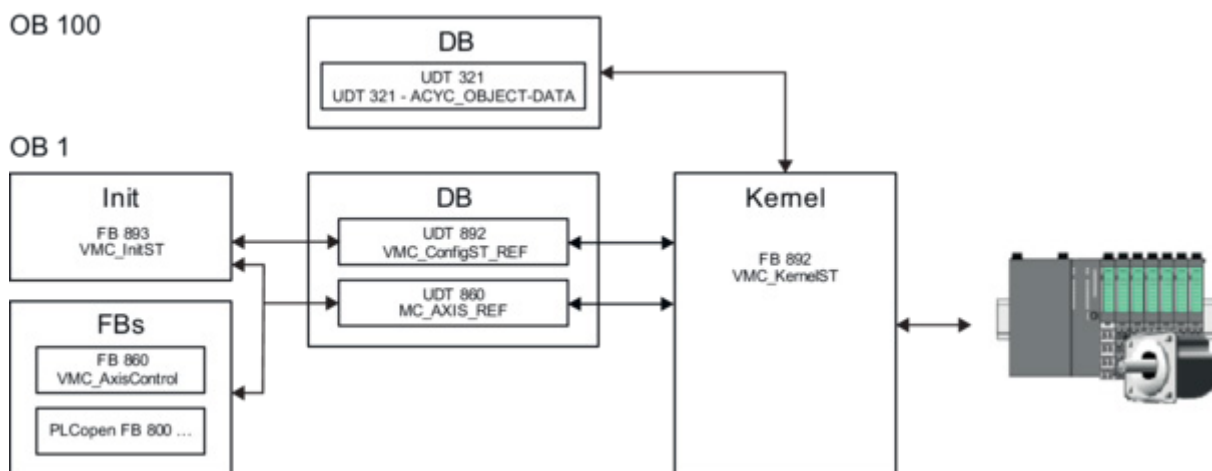 OB 100
DB
UDT 321
UDT 321 - ACYC_OBJECT-DATA
OB 1
Init
FB 893
VMC_InitST
DB
UDT 892
VMC_ConfigST_REF
UDT 860
MC_AXIS_REF
Kernel
FB 892
VMC_KernelST
FBs
FB 860
VMC_AxisControl
PLCopen FB 800 ...